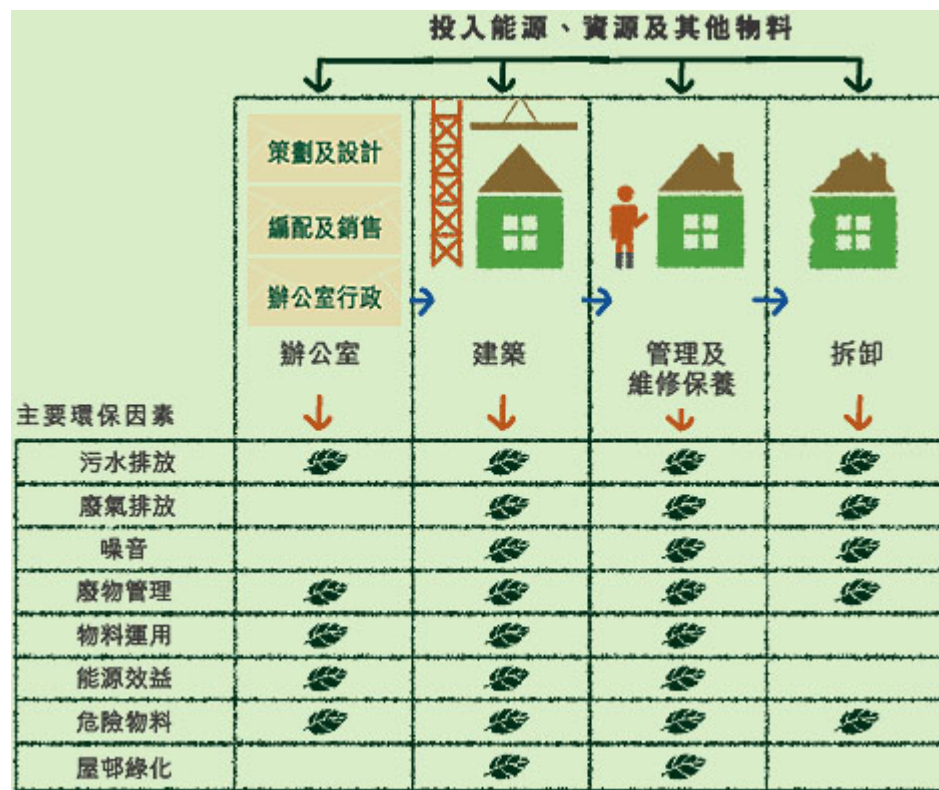 投入能源、資源及其他物料
策劃及設計
編配及銷售
辦公室行政
辦公室
建築
管理及
維修保養
拆卸
主要環保因素
污水排放
廢氣排放
噪音
廢物管理
物料運用
能源效益
危險物料
屋邨綠化